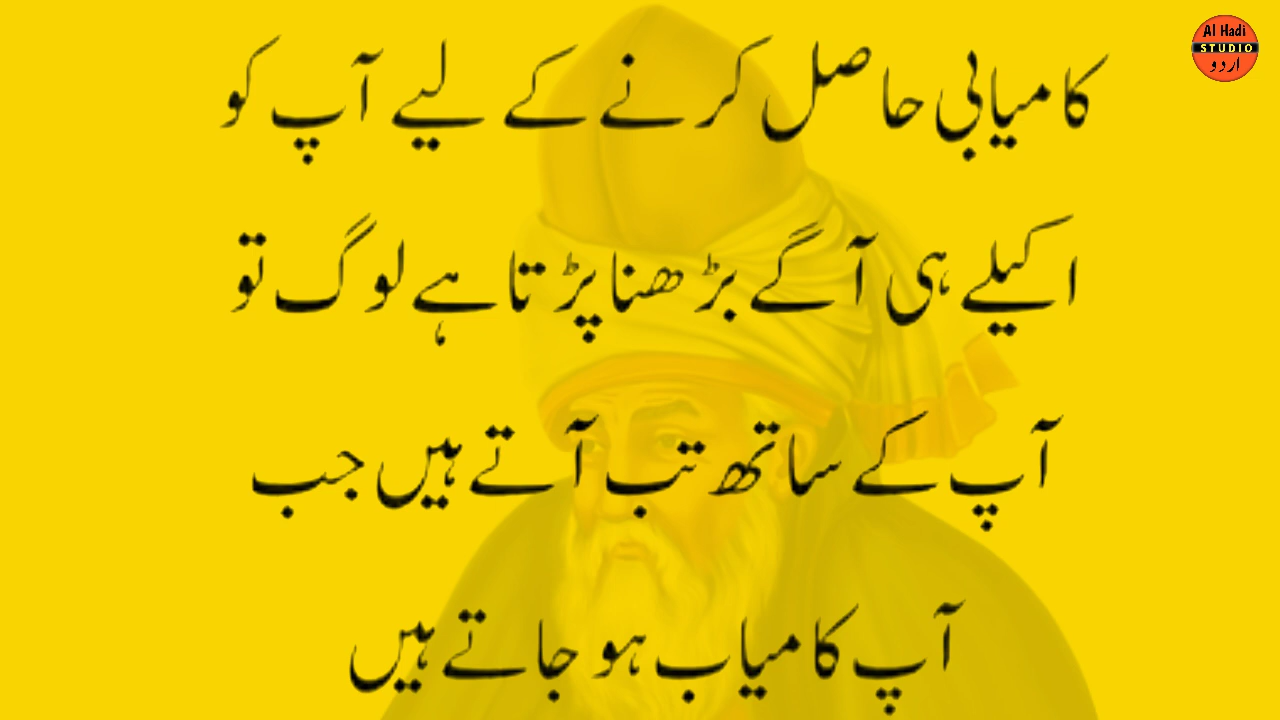 کامیابی حاصل کرنے کے لیے آپ کو
اکیلے ہی آگے بڑھنا پڑتا ہے لوگ تو
آپ کے ساتھ تب آتے ہیں جب
آپ کامیاب ہو جاتے ہیں
Al Hadi
STUDIO
اردو